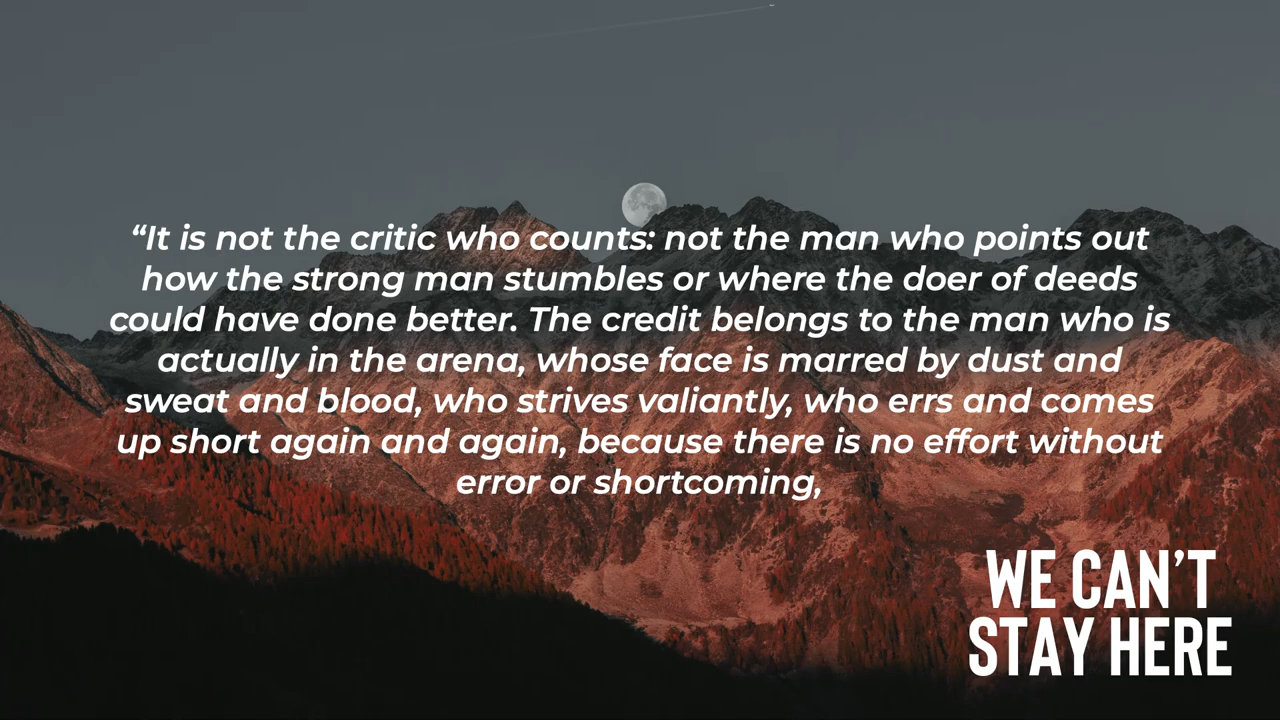 “It is not the critic who counts: not the man who points out
how the strong man stumbles or where the doer of deeds
could have done better. The credit belongs to the man who is
actually in the arena, whose face is marred by dust and
sweat and blood, who strives valiantly, who errs and comes
up short again and again, because there is no effort without
error or shortcoming,
WE CAN’T
STAY HERE